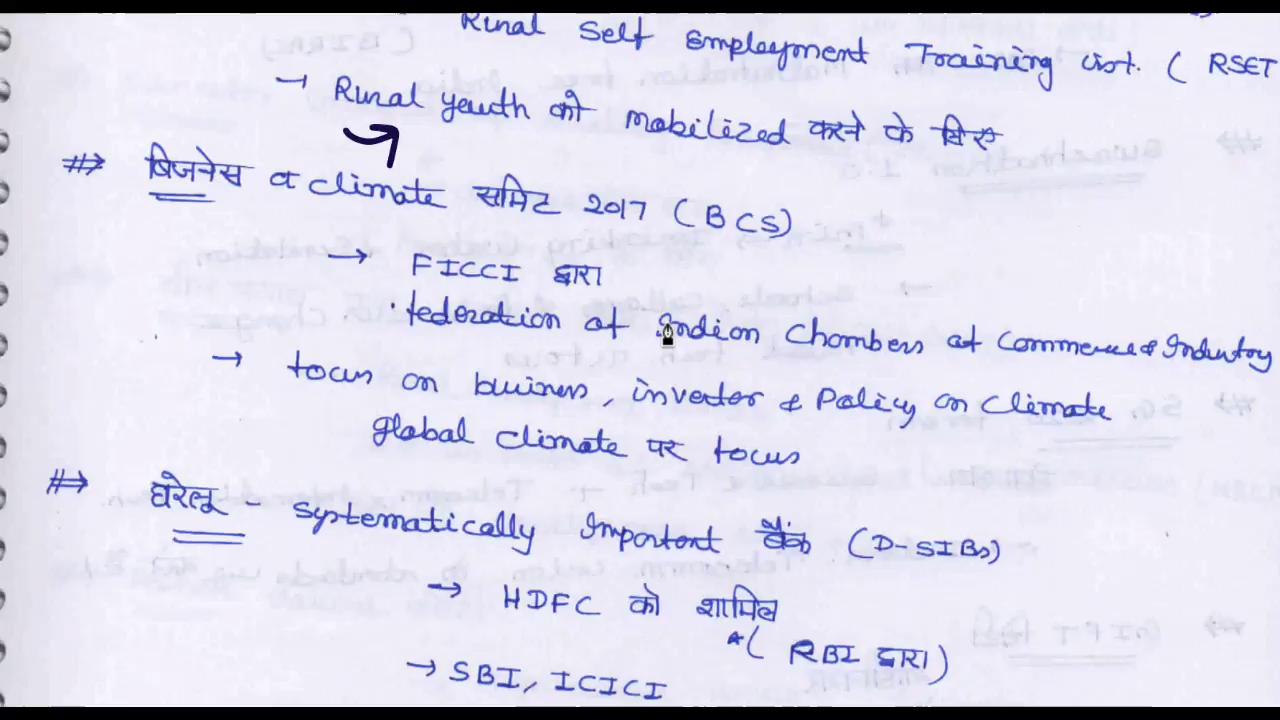 Rural Self Employment Training Inst. ( RSET
→ Rural youth को mobilized करने के लिए
#⇒ बिजनेस व climate समिट 2017 (BCS)
→ FICCI द्वारा
federation of Indian Chambers of Commerce & Industry
→ focus on business, investor & Policy on Climate
global climate पर focus
#⇒ घरेलू - Systematically Important बैंक (D-SIBs)
→ HDFC को शामिल
*( RBI द्वारा )
→ SBI, ICICI